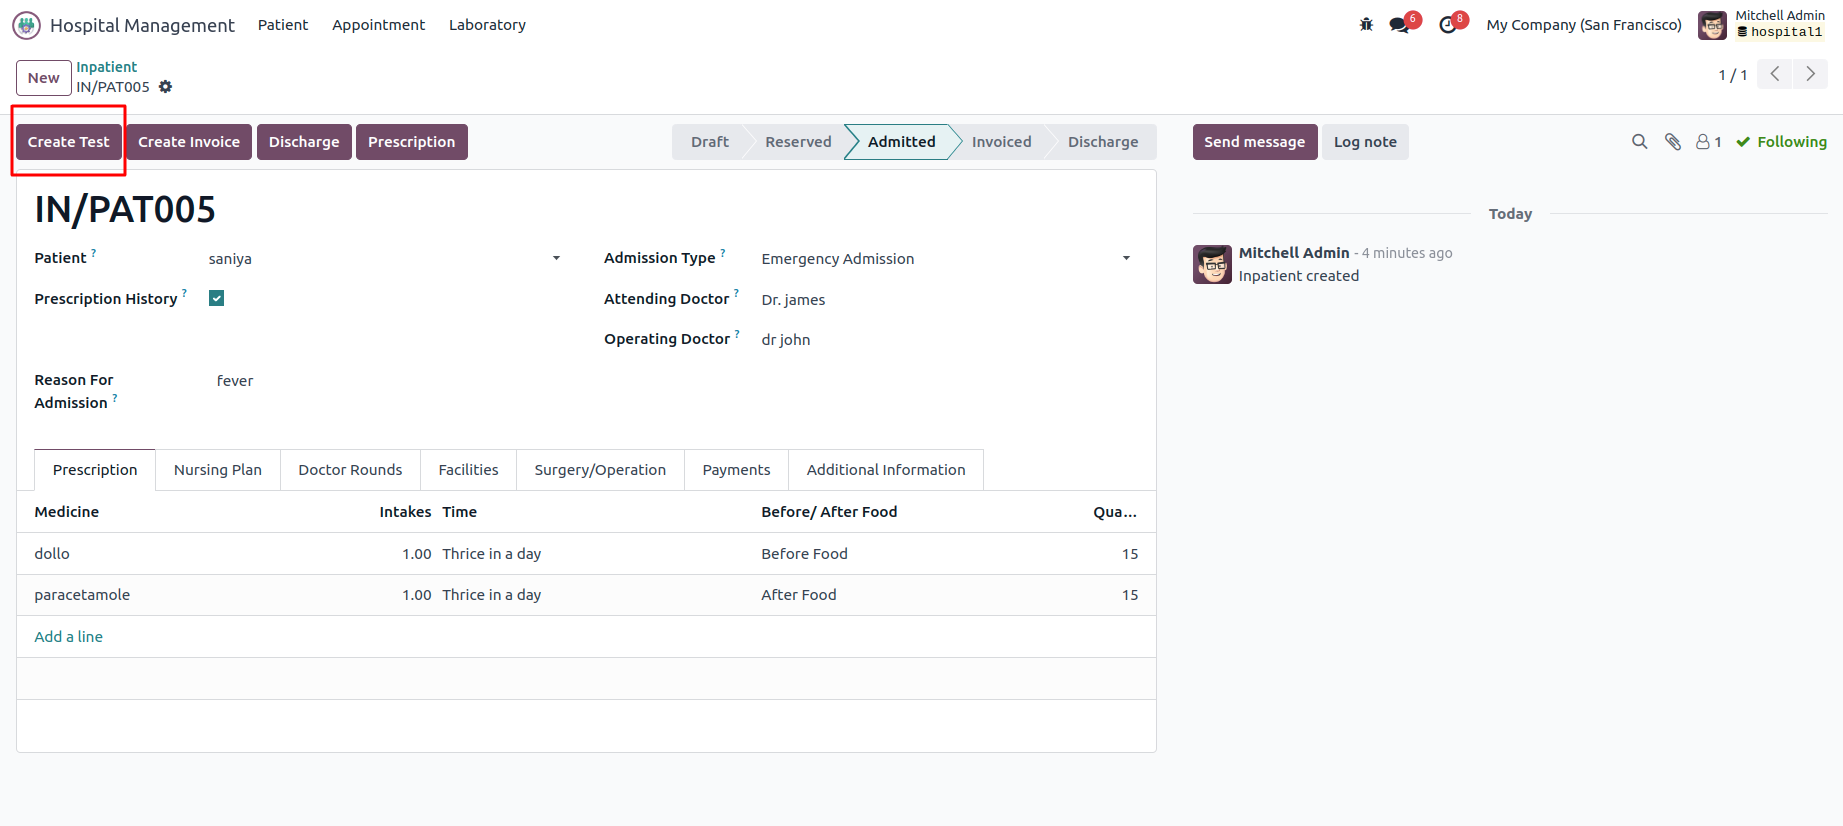 Hospital Management Patient Appointment Laboratory 6 8 My Company (San Francisco) Mitchell Admin
hospital1
New Inpatient
IN/PAT005 1 / 1
Create Test Create Invoice Discharge Prescription Draft Reserved Admitted Invoiced Discharge Send message Log note 1 Following
IN/PAT005
Today
Patient ? saniya Admission Type ? Emergency Admission
Mitchell Admin - 4 minutes ago
Inpatient created
Prescription History ? Attending Doctor ? Dr. james
Operating Doctor ? dr john
Reason For
Admission ? fever
Prescription Nursing Plan Doctor Rounds Facilities Surgery/Operation Payments Additional Information
Medicine Intakes Time Before/ After Food Qua...
dollo 1.00 Thrice in a day Before Food 15
paracetamole 1.00 Thrice in a day After Food 15
Add a line